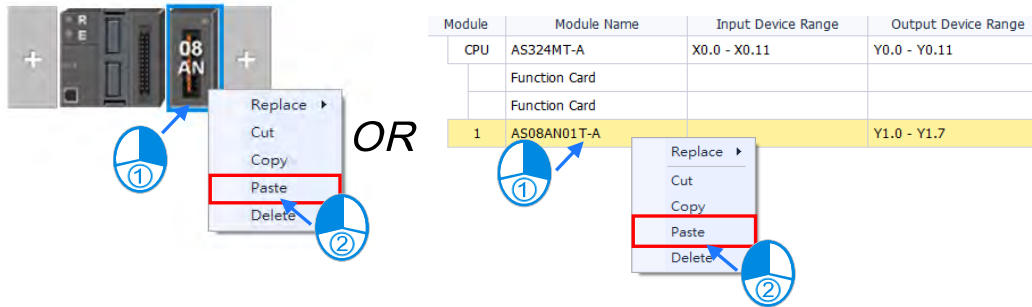 +
R
E
08
AN
+
Replace
Cut
Copy
Paste
Delete
①
②
OR
Module Module Name Input Device Range Output Device Range
CPU AS324MT-A X0.0 - X0.11 Y0.0 - Y0.11
Function Card
Function Card
1 AS08AN01T-A Y1.0 - Y1.7
Replace
Cut
Copy
Paste
Delete
①
②